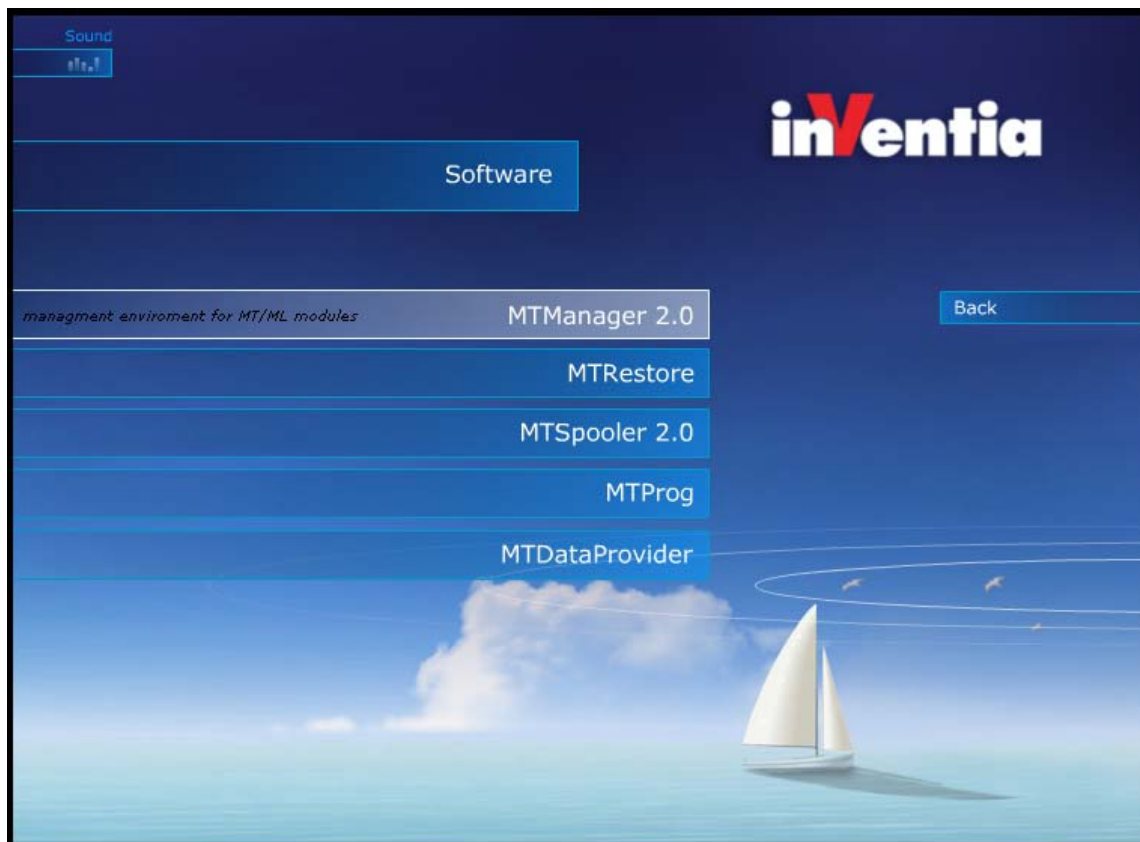 Sound
inVentia
Software
managment enviroment for MT/ML modules
MTManager 2.0
Back
MTRestore
MTSpooler 2.0
MTProg
MTDataProvider